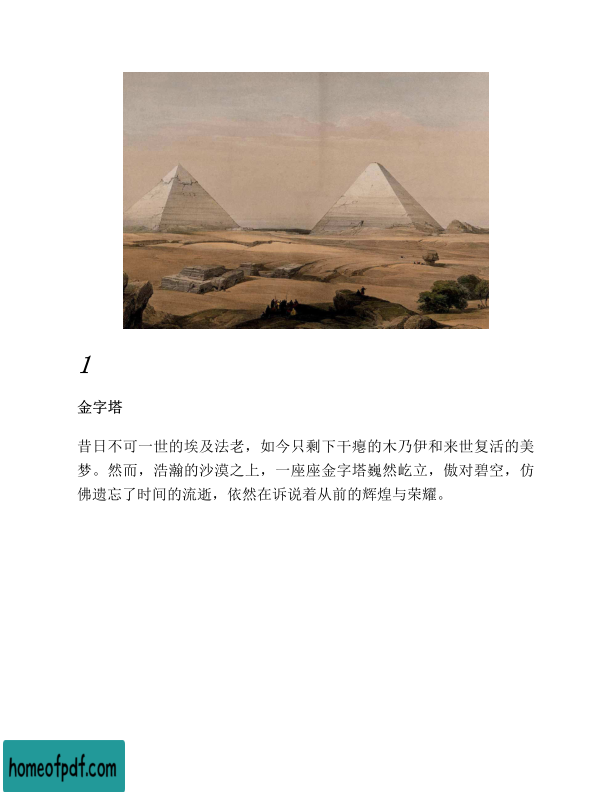 1
金字塔
昔日不可一世的埃及法老，如今只剩下干瘪的木乃伊和来世复活的美
梦。然而，浩瀚的沙漠之上，一座座金字塔巍然屹立，傲对碧空，仿
佛遗忘了时间的流逝，依然在诉说着从前的辉煌与荣耀。
homeofpdf.com